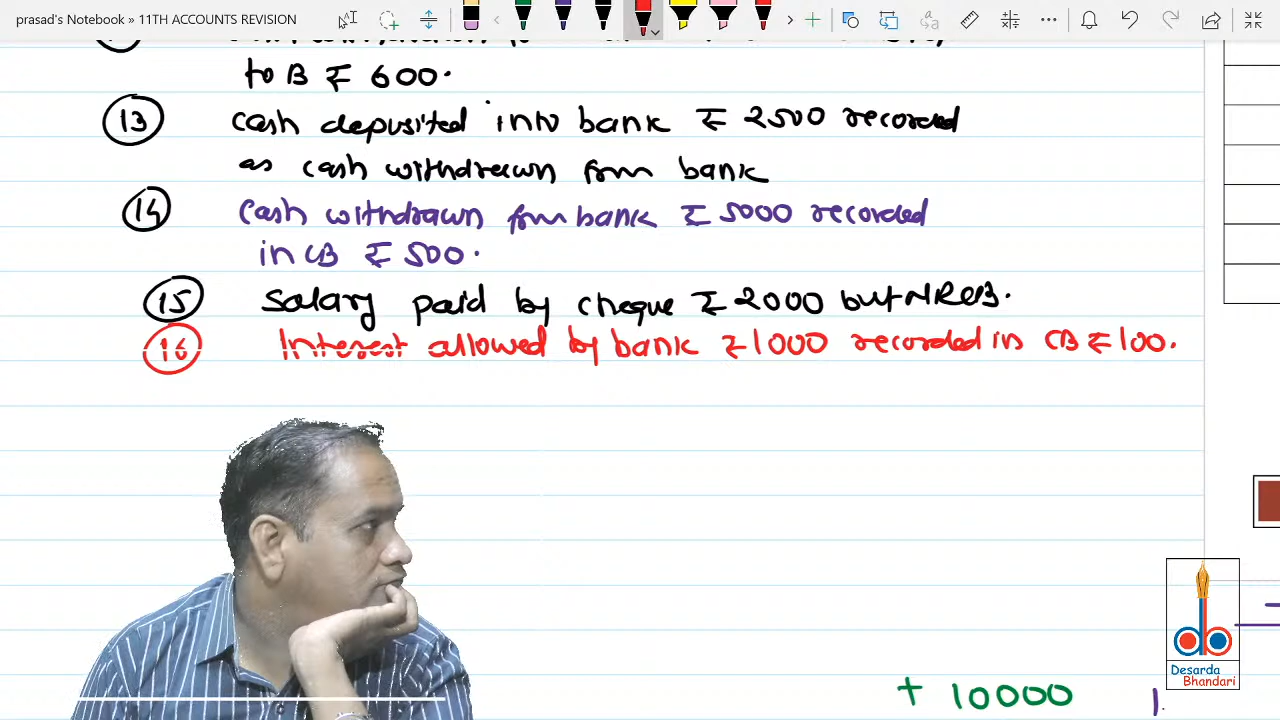 prasad's Notebook » 11TH ACCOUNTS REVISION
to B ₹ 600.
13 cash deposited into bank ₹ 2500 recorded
as cash withdrawn from bank
14 cash withdrawn from bank ₹ 5000 recorded
in CB ₹ 500.
15 Salary paid by cheque ₹ 2000 but NRCB.
16 Interest allowed by bank ₹ 1000 recorded in CB ₹ 100.
Desarda
Bhandari
+ 10000